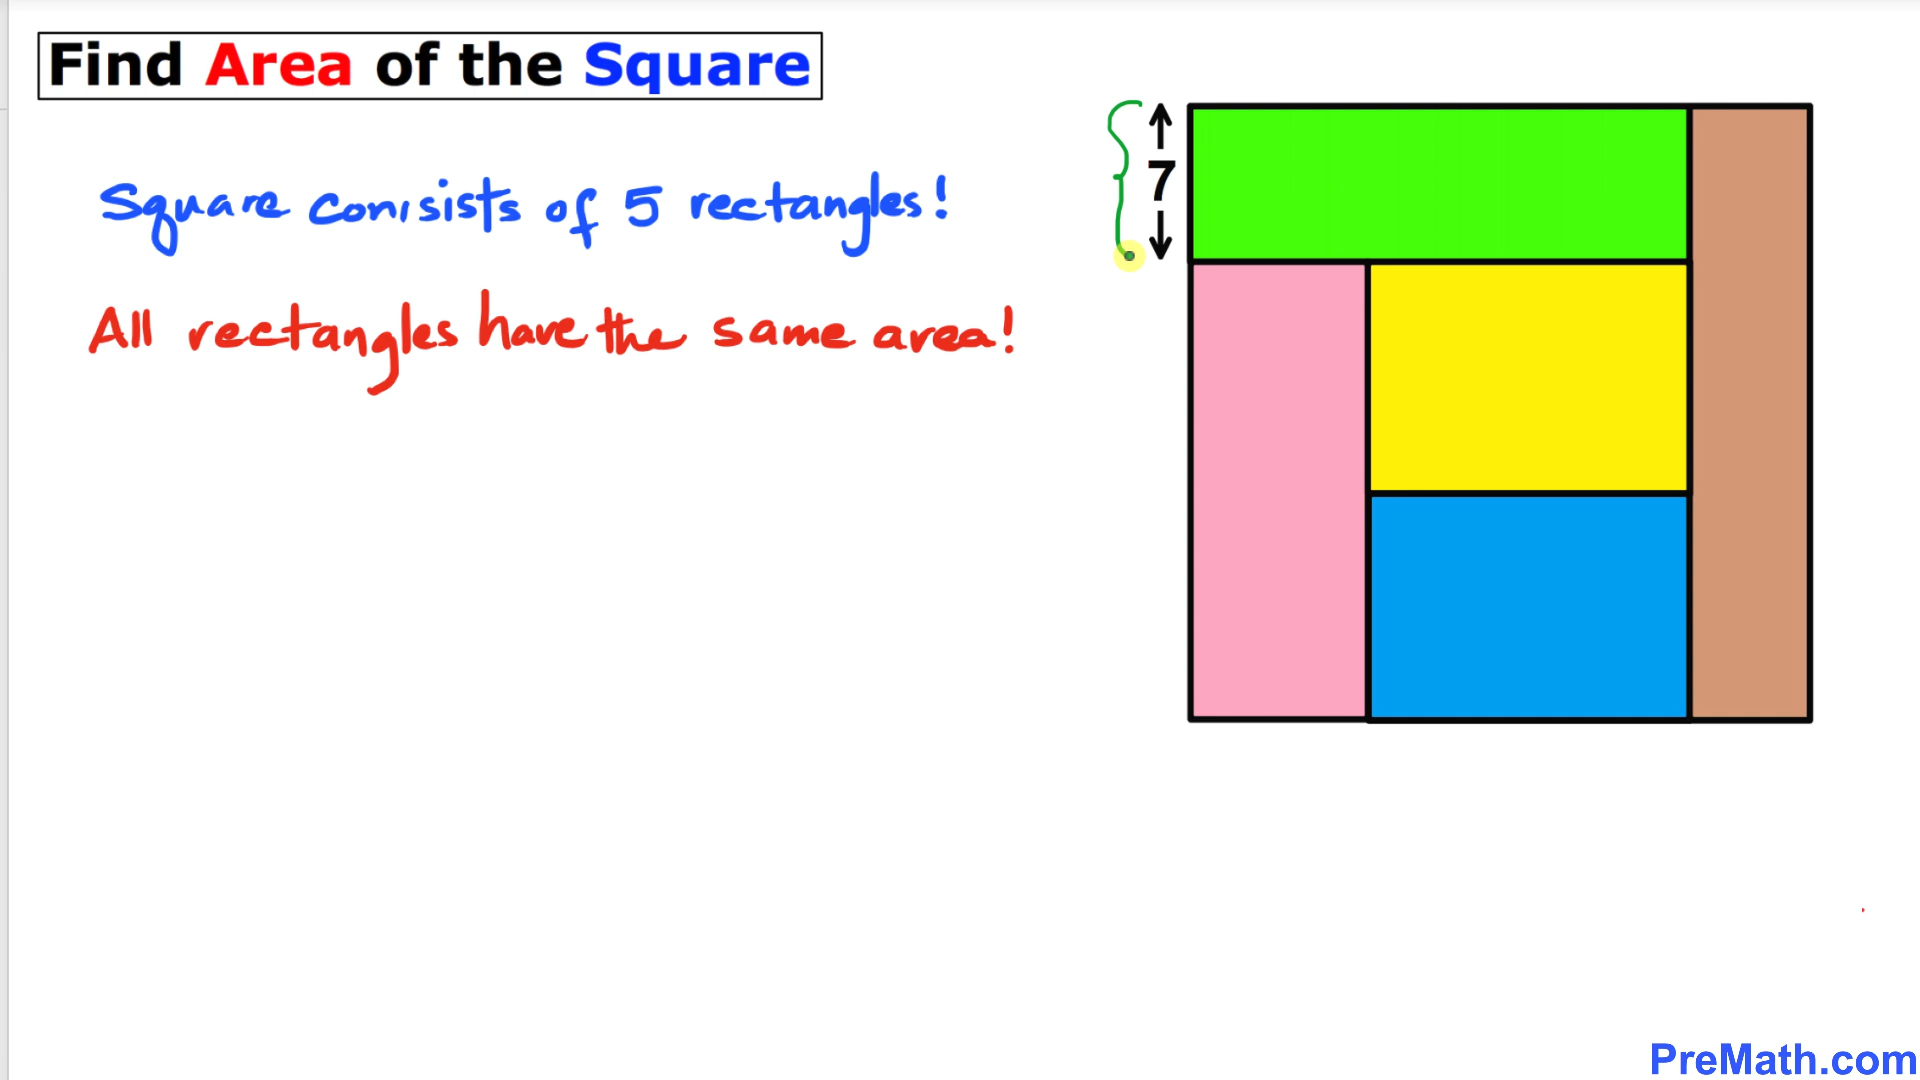 Find Area of the Square
Square consists of 5 rectangles!
All rectangles have the same area!
7
PreMath.com